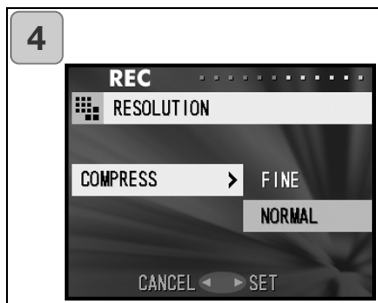 4
REC
RESOLUTION
COMPRESS > FINE
NORMAL
CANCEL ◄ ► SET